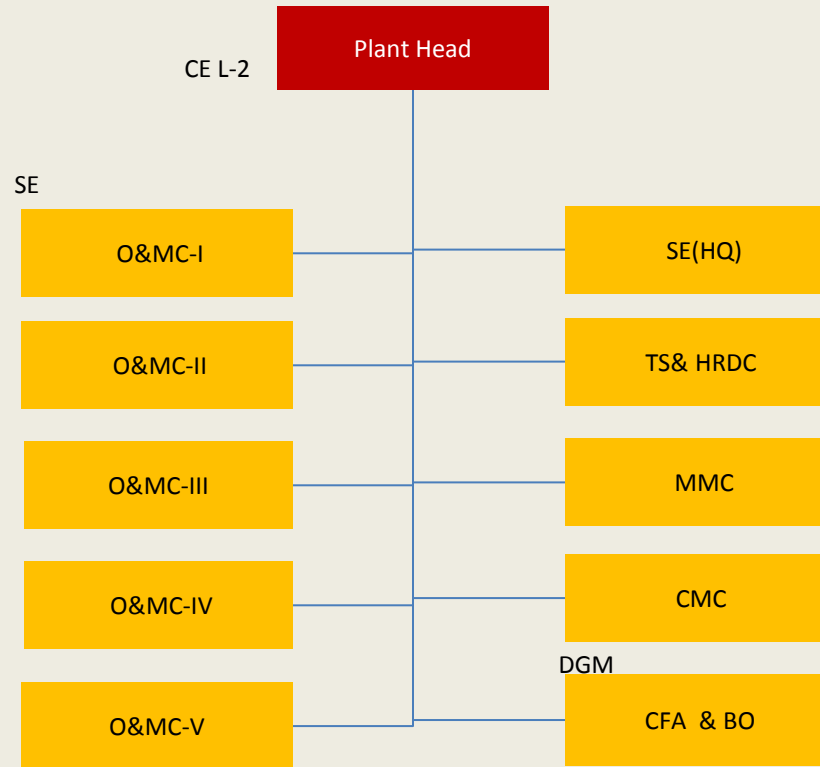 Plant Head
CE L-2
SE
O&MC-I
SE(HQ)
O&MC-II
TS& HRDC
O&MC-III
MMC
O&MC-IV
CMC
DGM
O&MC-V
CFA & BO